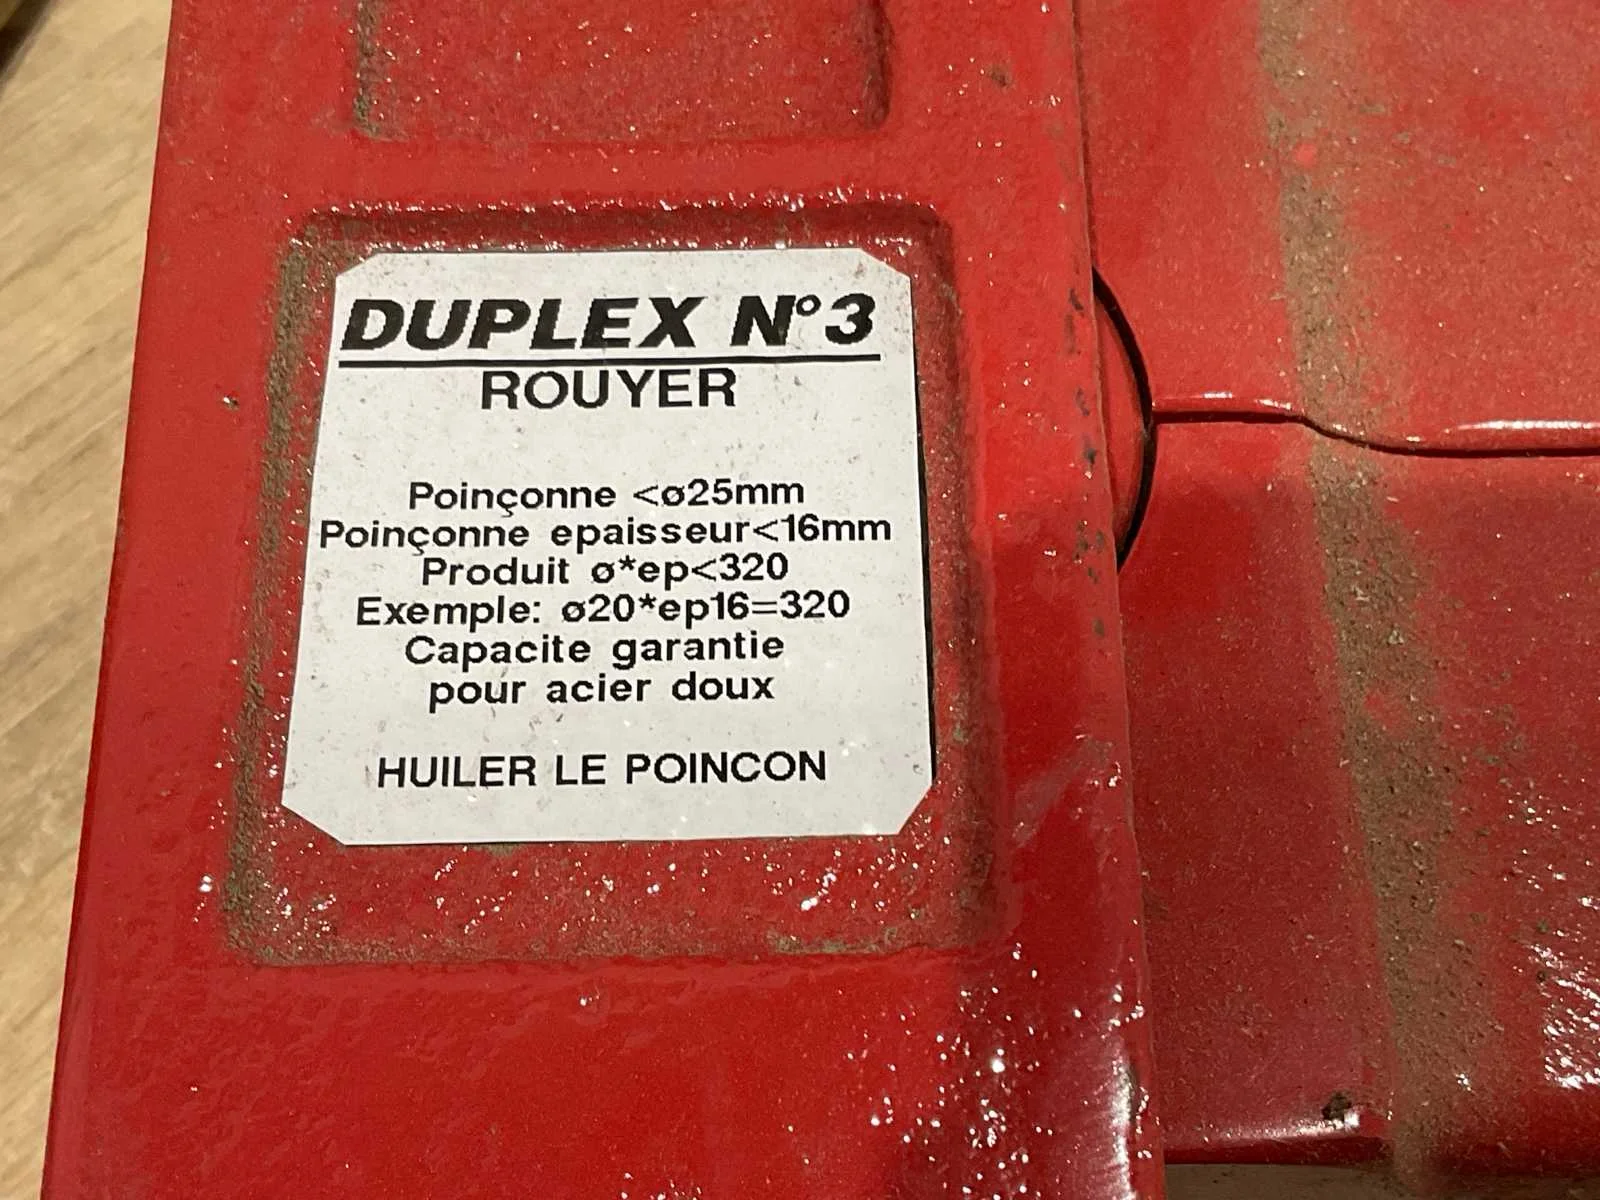 DUPLEX N°3
ROUYER
Poinçonne <ø25mm
Poinçonne epaisseur<16mm
Produit ø*ep<320
Exemple: ø20*ep16=320
Capacite garantie
pour acier doux
HUILER LE POINCON